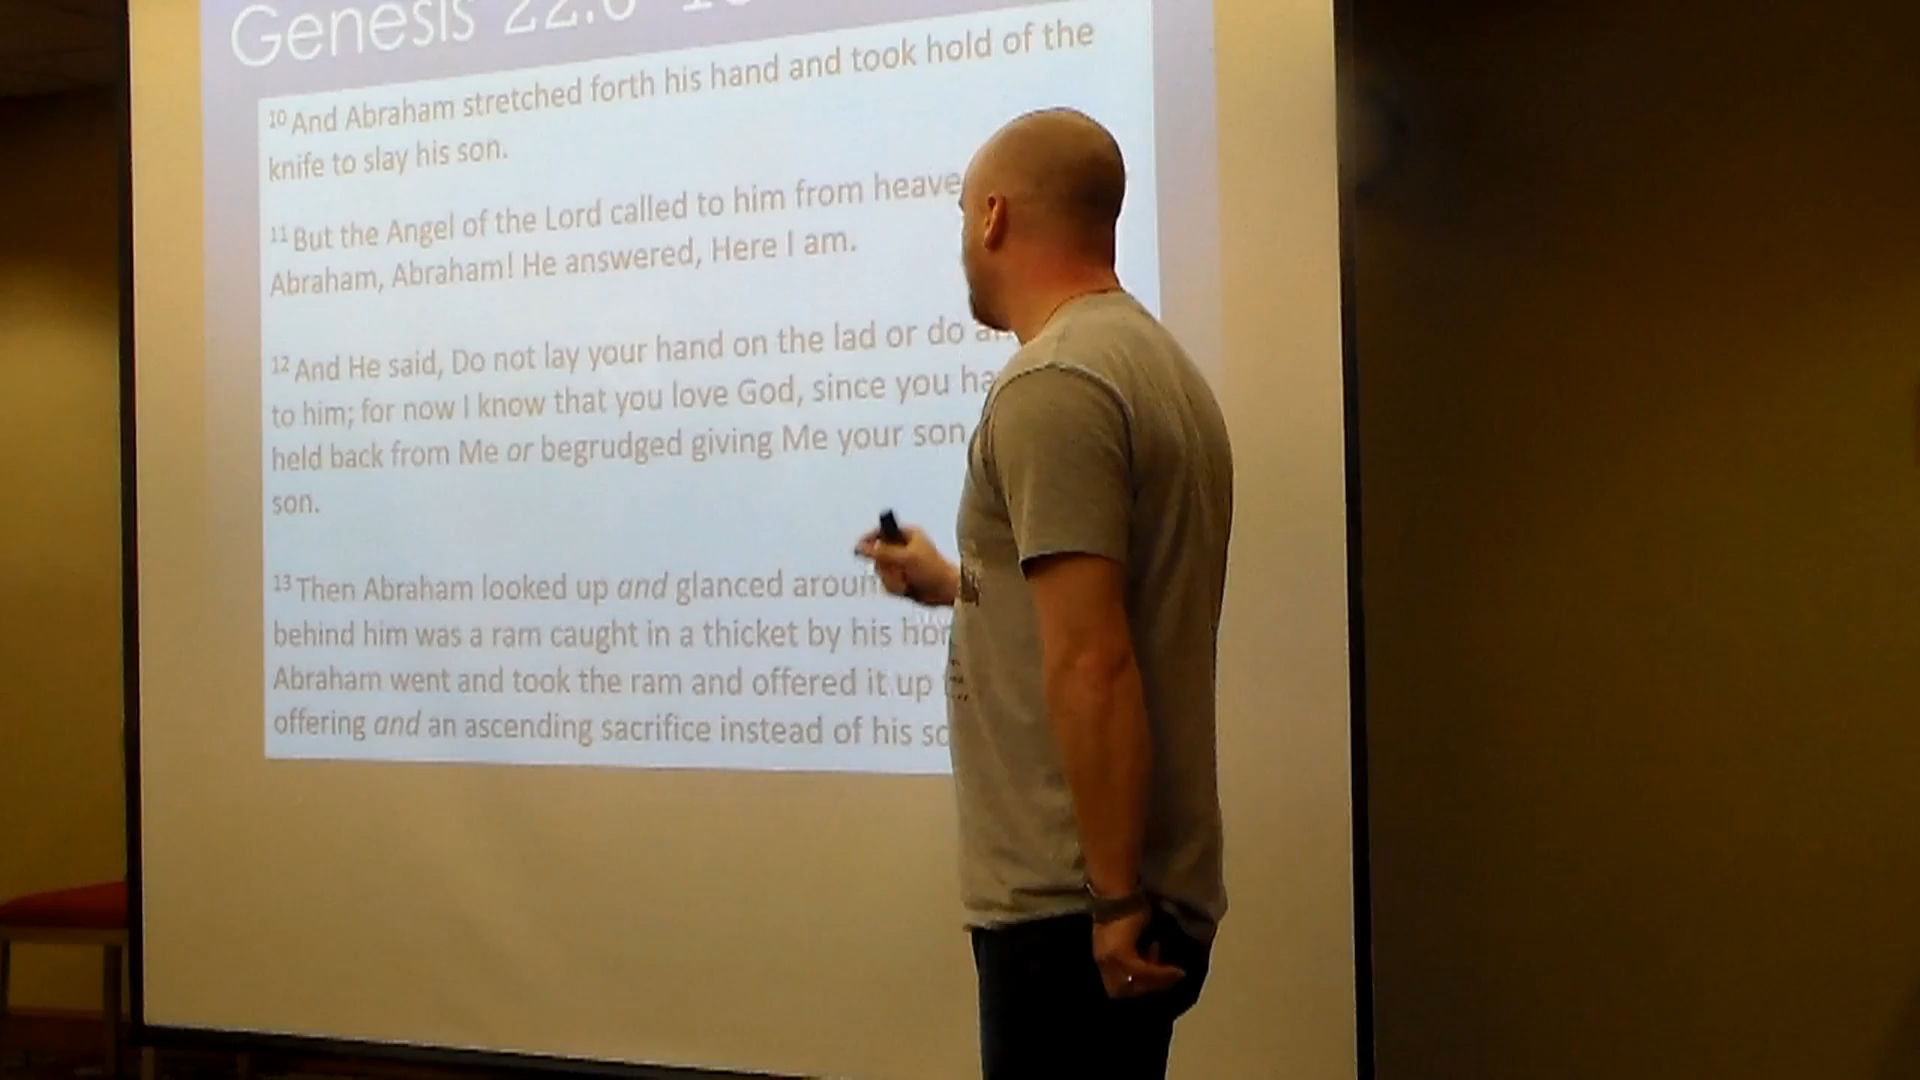 Genesis
10 And Abraham stretched forth his hand and took hold of the
knife to slay his son.
11 But the Angel of the Lord called to him from
Abraham, Abraham! He answered, Here I am.
12 And He said, Do not lay your hand on the lad or do
to him; for now I know that you love God, since you
held back from Me or begrudged giving Me your son
son.
13 Then Abraham looked up and glanced
behind him was a ram caught in a thicket by his
Abraham went and took the ram and offered it up
offering and an ascending sacrifice instead of his